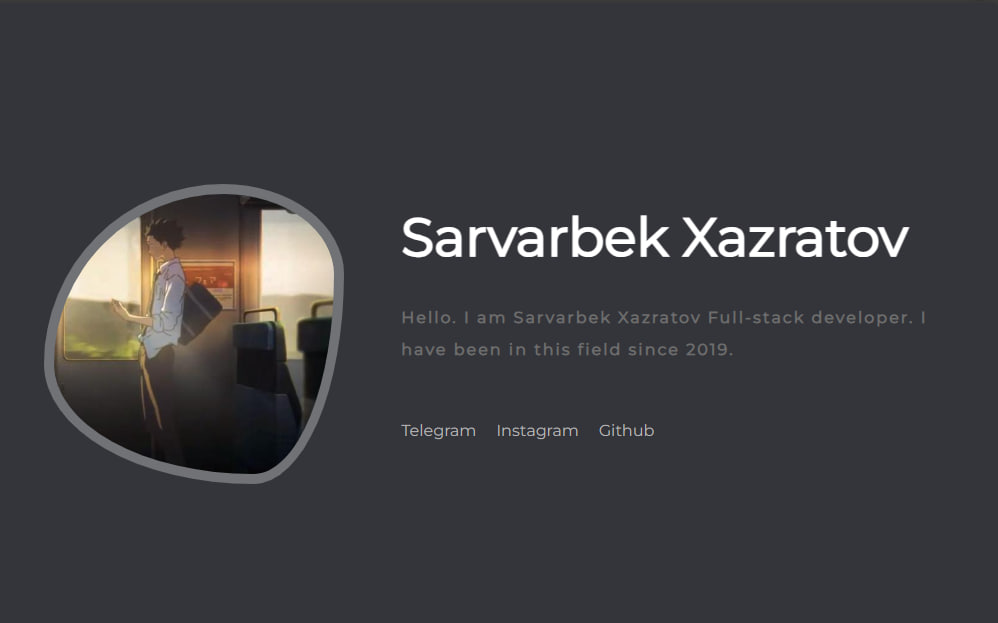 Sarvarbek Xazratov
Hello. I am Sarvarbek Xazratov Full-stack developer. I
have been in this field since 2019.
Telegram Instagram Github